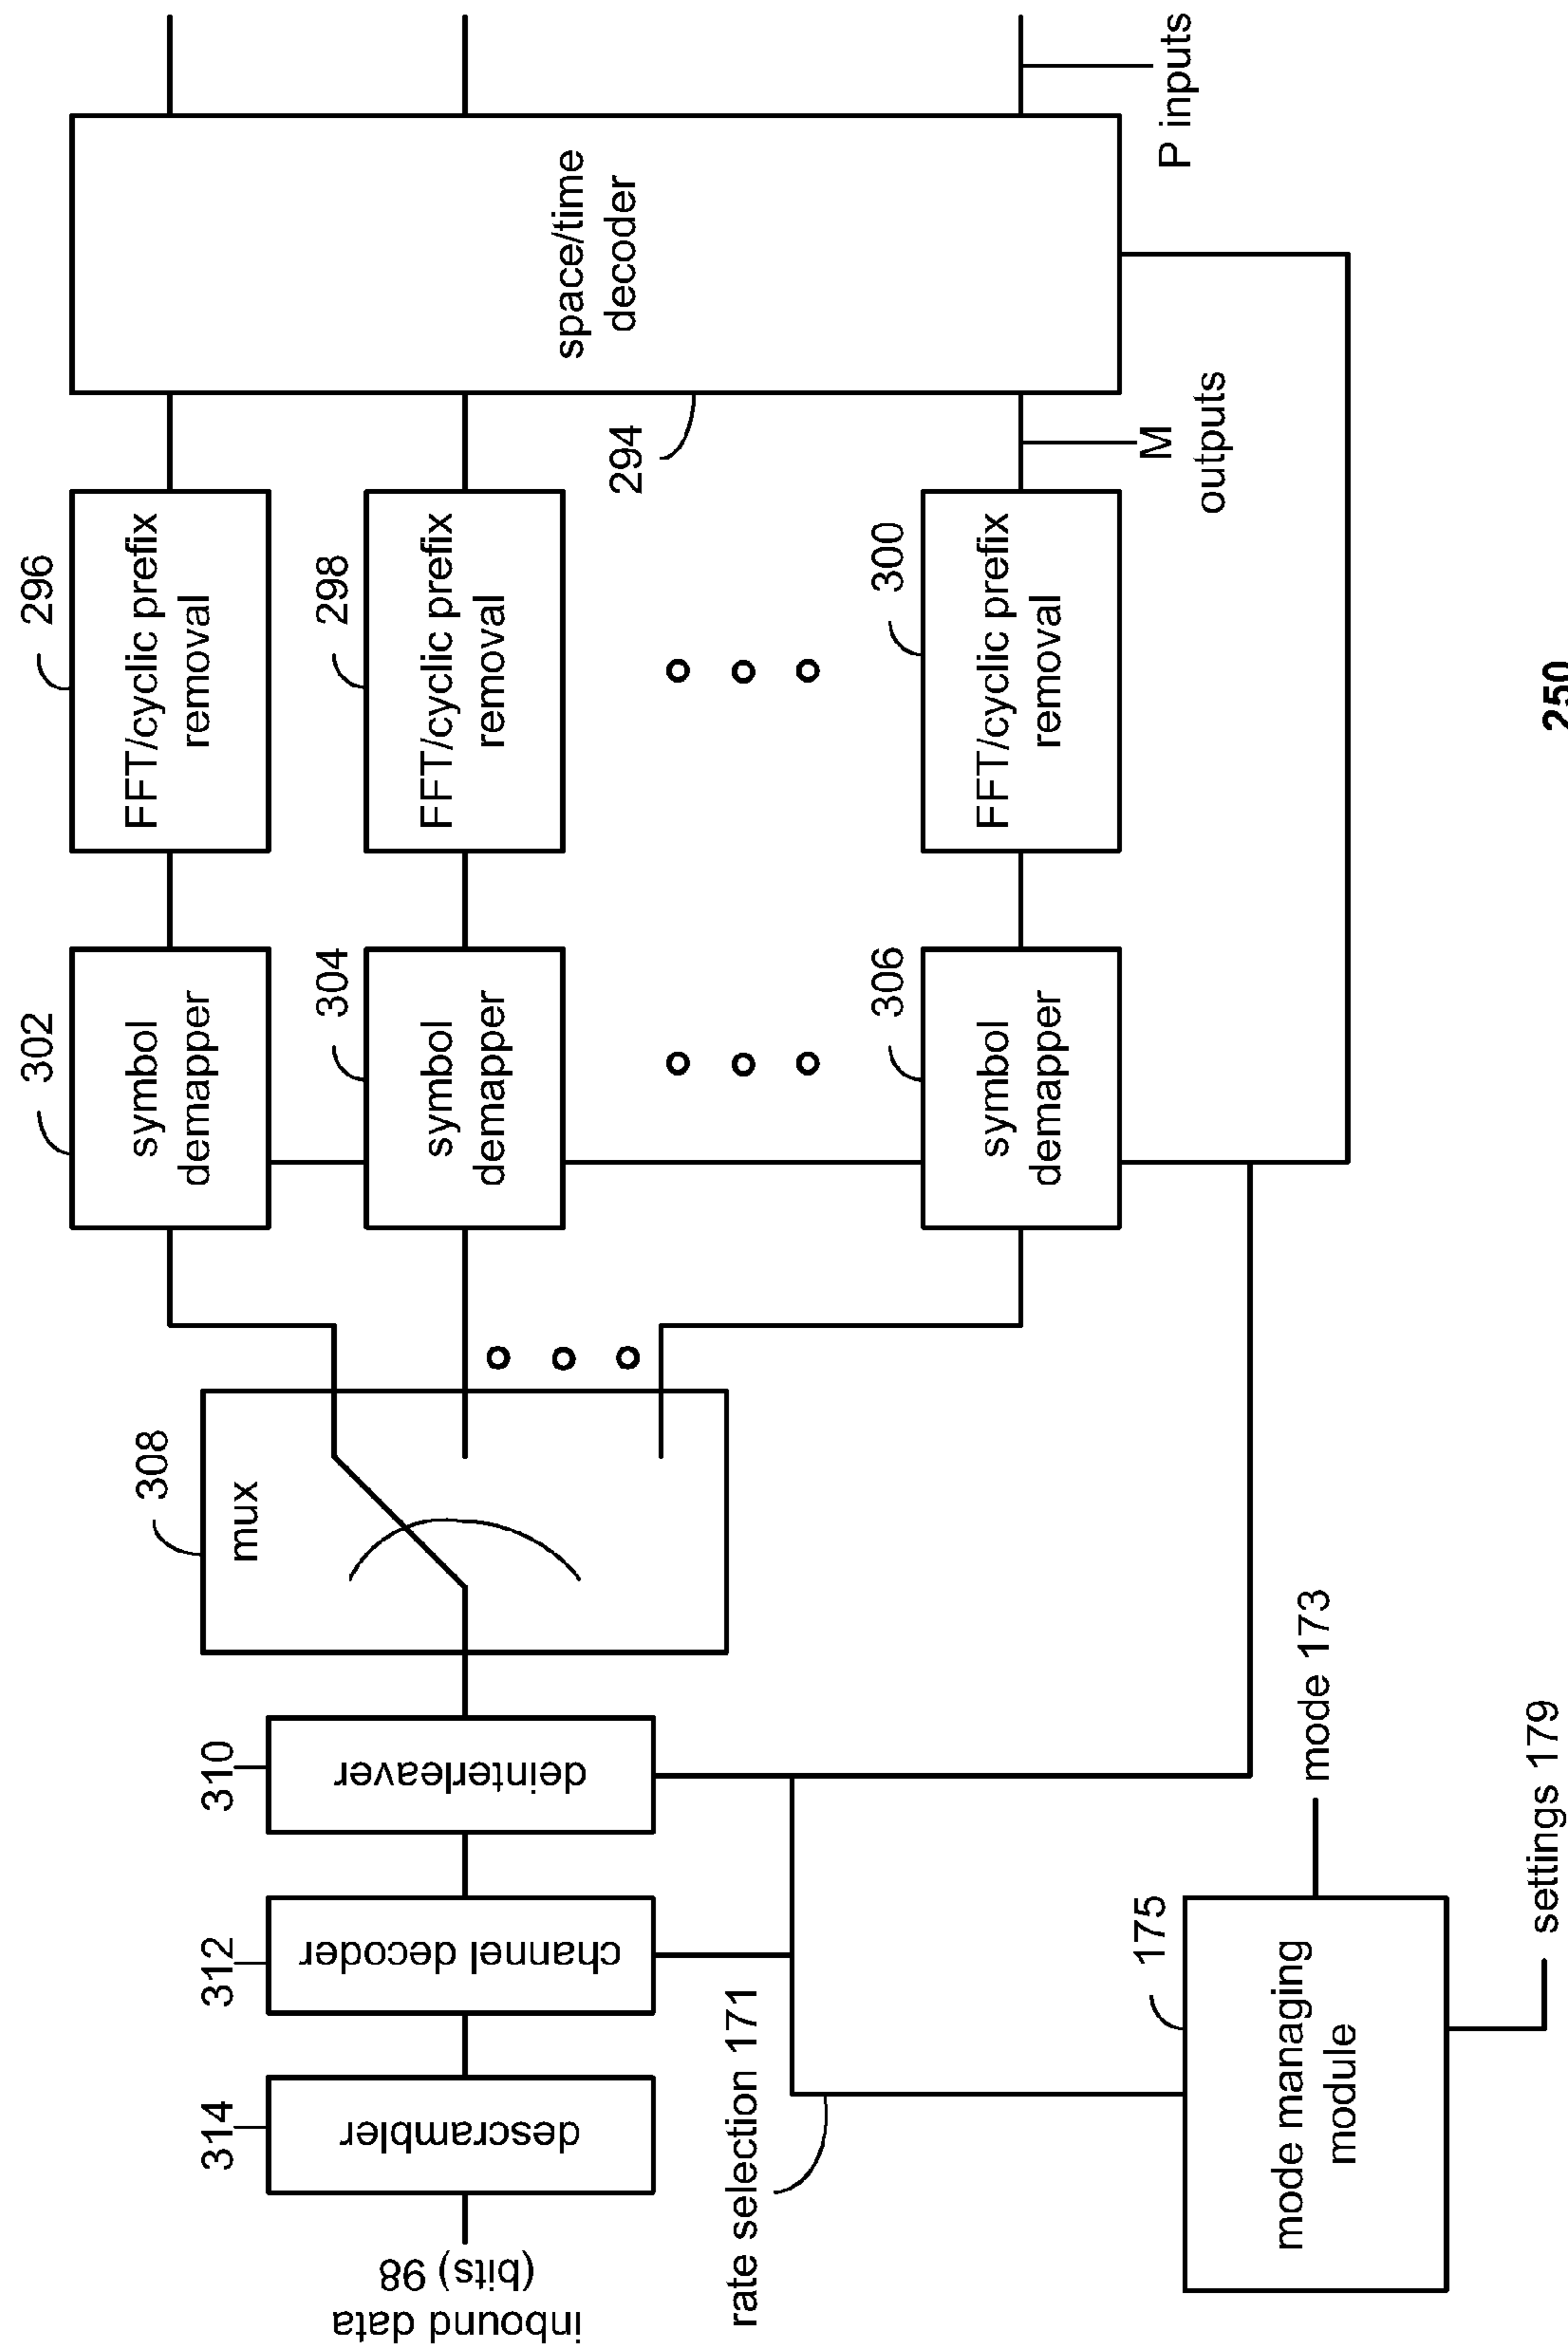 314
descrambler
inbound data
(bits) 98
312
channel decoder
310
deinterleaver
308
mux
302
symbol
demapper
296
FFT/cyclic prefix
removal
304
symbol
demapper
298
FFT/cyclic prefix
removal
306
symbol
demapper
300
FFT/cyclic prefix
removal
294
space/time
decoder
M
outputs
P inputs
rate selection 171
175
mode managing
module
mode 173
settings 179
250